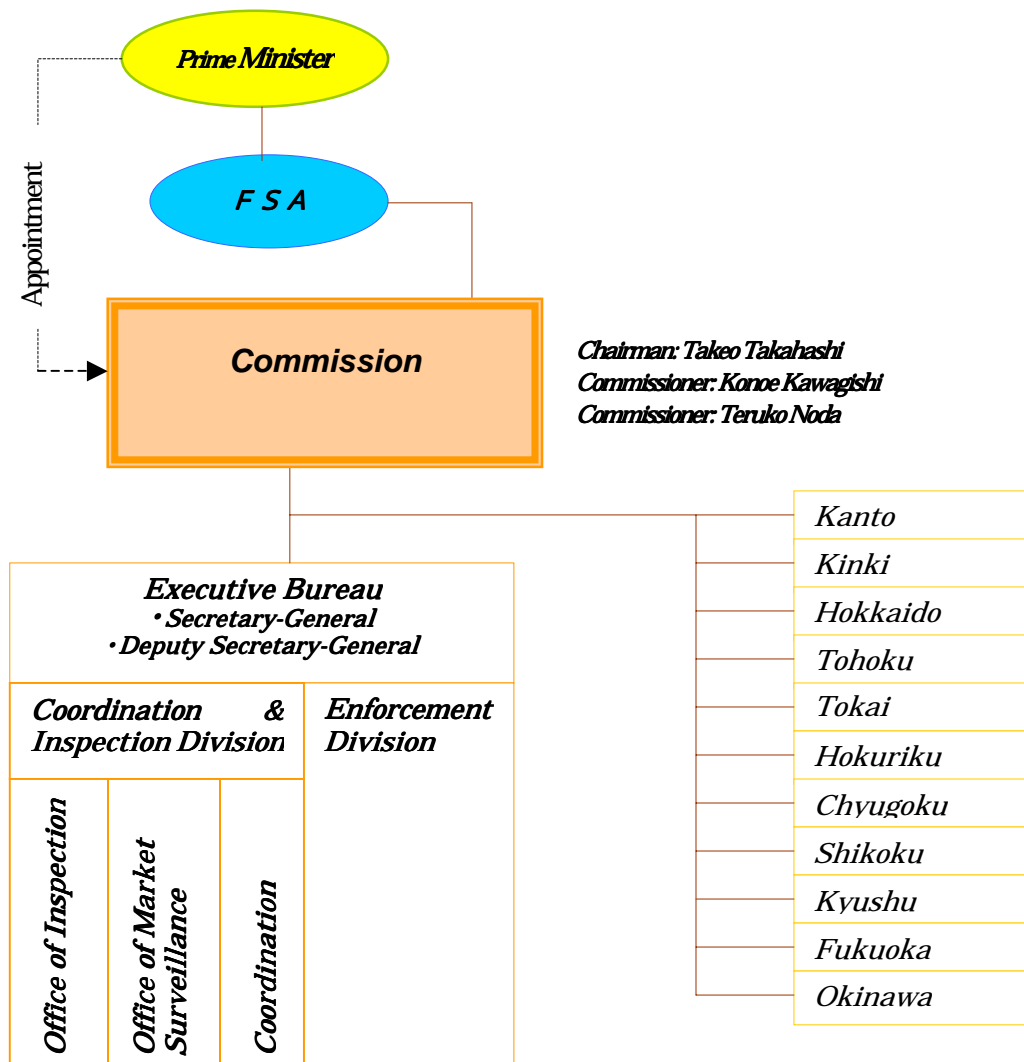 Prime Minister
F S A
Appointment
Commission
Chairman: Takeo Takahashi
Commissioner: Konoe Kawagishi
Commissioner: Teruko Noda
Executive Bureau
・Secretary-General
・Deputy Secretary-General
Coordination &
Inspection Division
Enforcement
Division
Office of Inspection
Office of Market
Surveillance
Coordination
Kanto
Kinki
Hokkaido
Tohoku
Tokai
Hokuriku
Chyugoku
Shikoku
Kyushu
Fukuoka
Okinawa